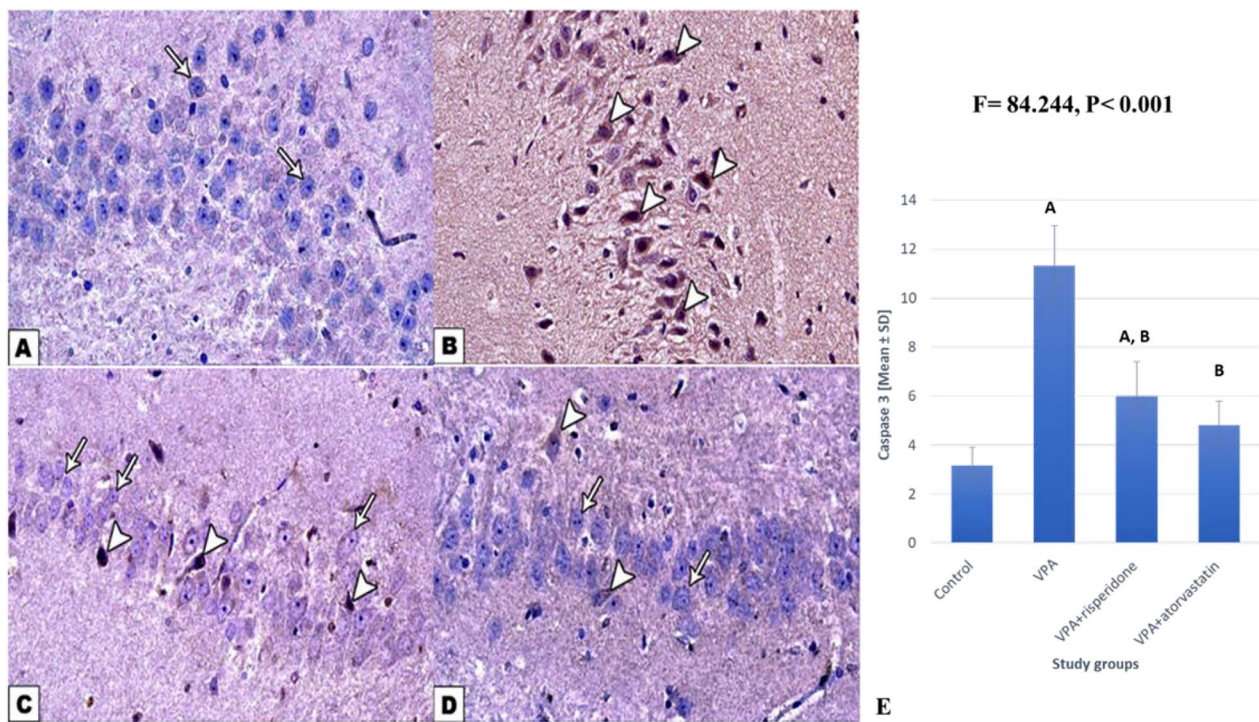 A
B
C
D
F= 84.244, P< 0.001
14
12
10
8
6
4
2
0
Caspase 3 [Mean ± SD]
A
A, B
B
Control
VPA
VPA+risperidone
VPA+atorvastatin
Study groups
E